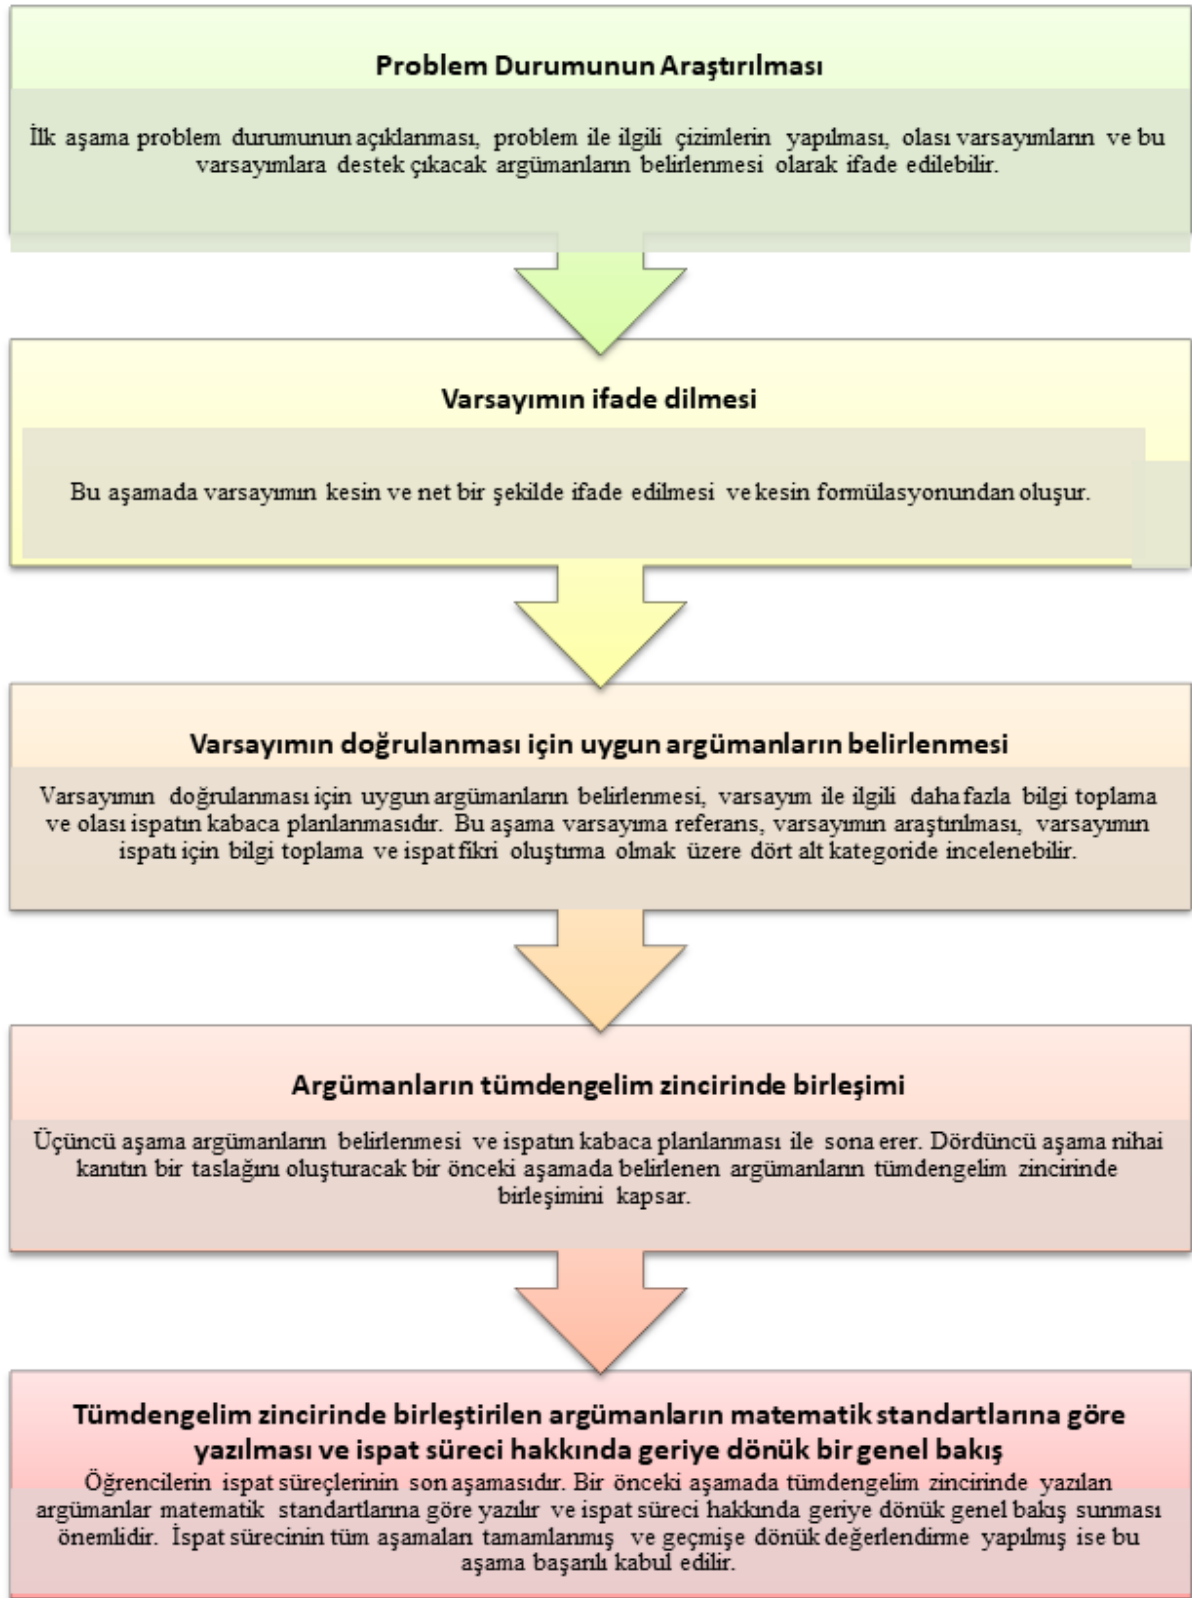 Problem Durumunun Araştırılması
İlk aşama problem durumunun açıklanması, problem ile ilgili çizimlerin yapılması, olası varsayımların ve bu
varsayımlara destek çıkacak argümanların belirlenmesi olarak ifade edilebilir.
Varsayımın ifade dilmesi
Bu aşamada varsayımın kesin ve net bir şekilde ifade edilmesi ve kesin formülasyonundan oluşur.
Varsayımın doğrulanması için uygun argümanların belirlenmesi
Varsayımın doğrulanması için uygun argümanların belirlenmesi, varsayım ile ilgili daha fazla bilgi toplama
ve olası ispatın kabaca planlanmasıdır. Bu aşama varsayıma referans, varsayımın araştırılması, varsayımın
ispatı için bilgi toplama ve ispat fikri oluştırma olmak üzere dört alt kategoride incelenebilir.
Argümanların tümdengelim zincirinde birleşimi
Üçüncü aşama argümanların belirlenmesi ve ispatın kabaca planlanması ile sona erer. Dördüncü aşama nihai
kanıtın bir taslağını oluşturacak bir önceki aşamada belirlenen argümanların tümdengelim zincirinde
birleşimini kapsar.
Tümdengelim zincirinde birleştirilen argümanların matematik standartlarına göre
yazılması ve ispat süreci hakkında geriye dönük bir genel bakış
Öğrencilerin ispat süreçlerinin son aşamasıdır. Bir önceki aşamada tümdengelim zincirinde yazılan
argümanlar matematik standartlarına göre yazılır ve ispat süreci hakkında geriye dönük genel bakış sunması
önemlidir. İspat sürecinin tüm aşamaları tamamlanmış ve geçmişe dönük değerlendirme yapılmış ise bu
aşama başarılı kabul edilir.